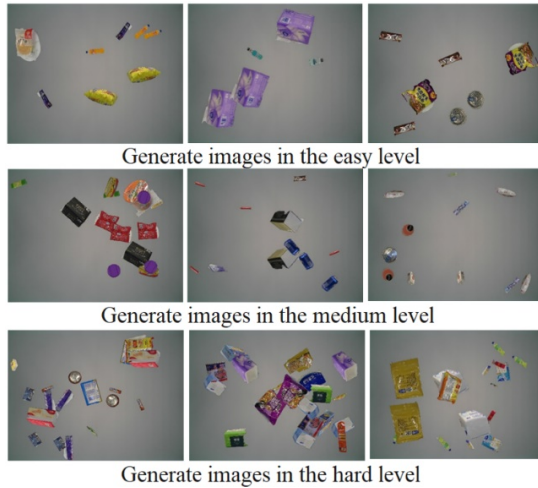 Generate images in the easy level
Generate images in the medium level
Generate images in the hard level